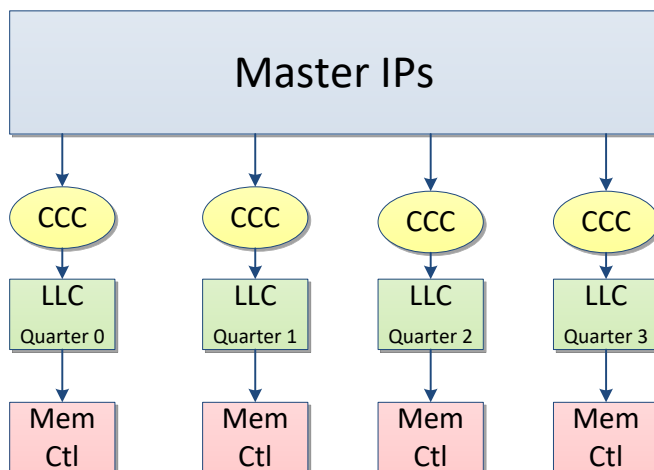 Master IPs
CCC CCC CCC CCC
LLC LLC LLC LLC
Quarter 0 Quarter 1 Quarter 2 Quarter 3
Mem Mem Mem Mem
Ctl Ctl Ctl Ctl